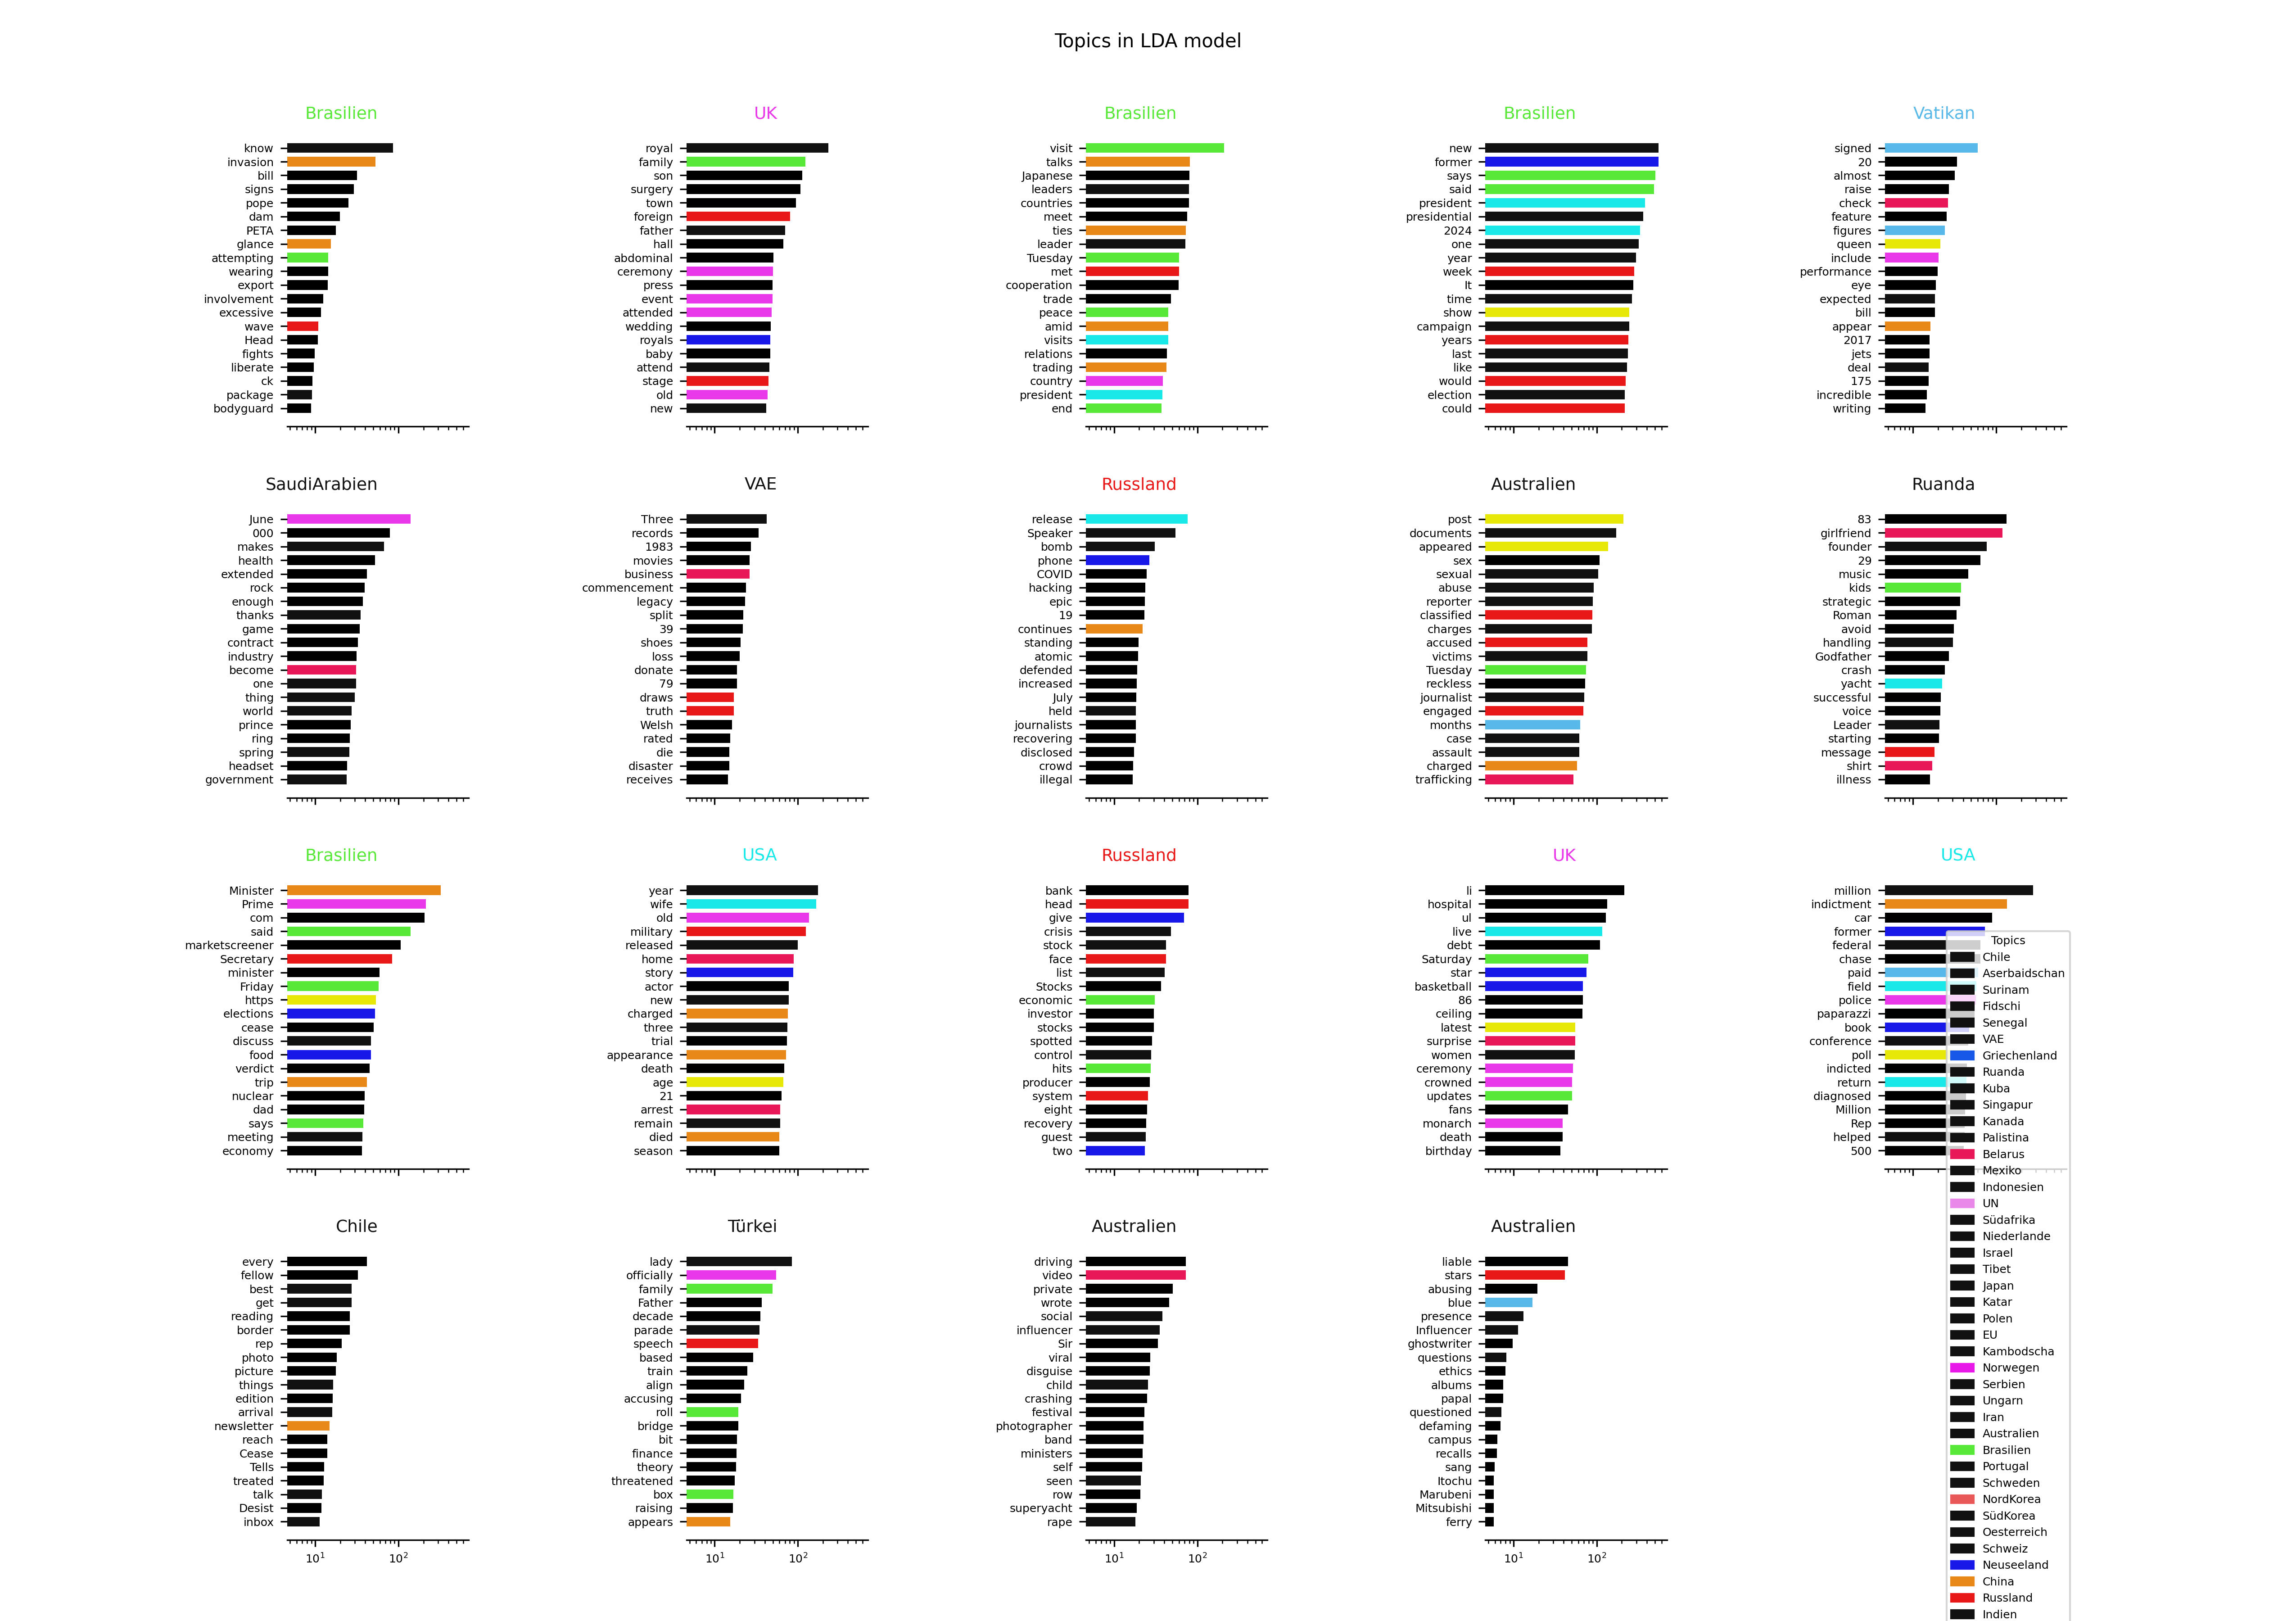 Topics in LDA model
Brasilien
know
invasion
bill
signs
pope
dam
PETA
glance
attempting
wearing
export
involvement
excessive
wave
Head
fights
liberate
ck
package
bodyguard
UK
royal
family
son
surgery
town
foreign
father
hall
abdominal
ceremony
press
event
attended
wedding
royals
baby
attend
stage
old
new
Brasilien
visit
talks
Japanese
leaders
countries
meet
ties
leader
Tuesday
met
cooperation
trade
peace
amid
visits
relations
trading
country
president
end
Brasilien
new
former
says
said
president
presidential
2024
one
year
week
It
time
show
campaign
years
last
like
would
election
could
Vatikan
signed
20
almost
raise
check
feature
figures
queen
include
performance
eye
expected
bill
appear
2017
jets
deal
175
incredible
writing
SaudiArabien
June
000
makes
health
extended
rock
enough
thanks
game
contract
industry
become
one
thing
world
prince
ring
spring
headset
government
VAE
Three
records
1983
movies
business
commencement
legacy
split
39
shoes
loss
donate
79
draws
truth
Welsh
rated
die
disaster
receives
Russland
release
Speaker
bomb
phone
COVID
hacking
epic
19
continues
standing
atomic
defended
increased
July
held
journalists
recovering
disclosed
crowd
illegal
Australien
post
documents
appeared
sex
sexual
abuse
reporter
classified
charges
accused
victims
Tuesday
reckless
journalist
engaged
months
case
assault
charged
trafficking
Ruanda
83
girlfriend
founder
29
music
kids
strategic
Roman
avoid
handling
Godfather
crash
yacht
successful
voice
Leader
starting
message
shirt
illness
Brasilien
Minister
Prime
com
said
marketscreener
Secretary
minister
Friday
https
elections
cease
discuss
food
verdict
trip
nuclear
dad
says
meeting
economy
USA
year
wife
old
military
released
home
story
actor
new
charged
three
trial
appearance
death
age
21
arrest
remain
died
season
Russland
bank
head
give
crisis
stock
face
list
Stocks
economic
investor
stocks
spotted
control
hits
producer
system
eight
recovery
guest
two
UK
li
hospital
ul
live
debt
Saturday
star
basketball
86
ceiling
latest
surprise
women
ceremony
crowned
updates
fans
monarch
death
birthday
USA
million
indictment
car
former
federal
chase
paid
field
police
paparazzi
book
conference
poll
indicted
return
diagnosed
Million
Rep
helped
500
Chile
every
fellow
best
get
reading
border
rep
photo
picture
things
edition
arrival
newsletter
reach
Cease
Tells
treated
talk
Desist
inbox
10¹ 10²
Türkei
lady
officially
family
Father
decade
parade
speech
based
train
align
accusing
roll
bridge
bit
finance
theory
threatened
box
raising
appears
10¹ 10²
Australien
driving
video
private
wrote
social
influencer
Sir
viral
disguise
child
crashing
festival
photographer
band
ministers
self
seen
row
superyacht
rape
10¹ 10²
Australien
liable
stars
abusing
blue
presence
Influencer
ghostwriter
questions
ethics
albums
papal
questioned
defaming
campus
recalls
sang
Itochu
Marubeni
Mitsubishi
ferry
10¹ 10²
Topics
Chile
Aserbaidschan
Surinam
Fidschi
Senegal
VAE
Griechenland
Ruanda
Kuba
Singapur
Kanada
Palistina
Belarus
Mexiko
Indonesien
UN
Südafrika
Niederlande
Israel
Tibet
Japan
Katar
Polen
EU
Kambodscha
Norwegen
Serbien
Ungarn
Iran
Australien
Brasilien
Portugal
Schweden
NordKorea
SüdKorea
Oesterreich
Schweiz
Neuseeland
China
Russland
Indien